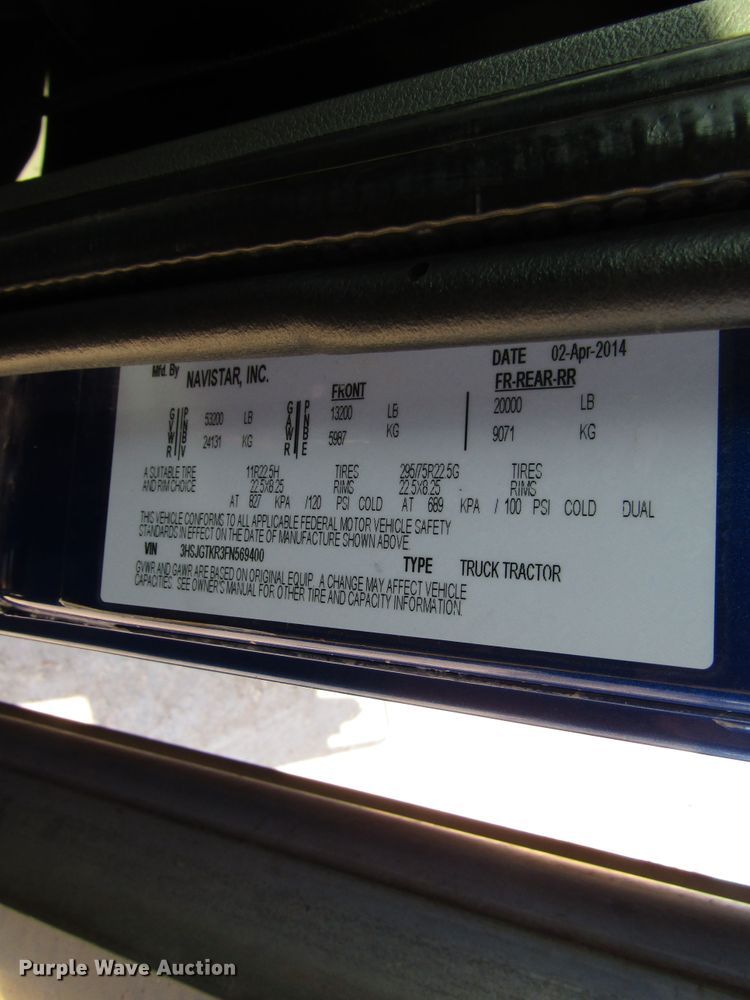 Mfd. By NAVISTAR, INC. DATE 02-Apr-2014
FRONT FR-REAR-RR
GVWR PNBV 53200 LB GAWR PNBE 13200 LB 20000 LB
24131 KG 5987 KG 9071 KG
A SUITABLE TIRE 11R22.5H TIRES 295/75R22.5G TIRES
AND RIM CHOICE 22.5X8.25 RIMS 22.5X8.25 RIMS
AT 827 KPA /120 PSI COLD AT 689 KPA / 100 PSI COLD DUAL
THIS VEHICLE CONFORMS TO ALL APPLICABLE FEDERAL MOTOR VEHICLE SAFETY
STANDARDS IN EFFECT ON THE DATE OF MANUFACTURE SHOWN ABOVE.
VIN 3HSJGTKR3FN569400 TYPE TRUCK TRACTOR
GVWR AND GAWR ARE BASED ON ORIGINAL EQUIP. A CHANGE MAY AFFECT VEHICLE
CAPACITIES. SEE OWNER'S MANUAL FOR OTHER TIRE AND CAPACITY INFORMATION.
Purple Wave Auction